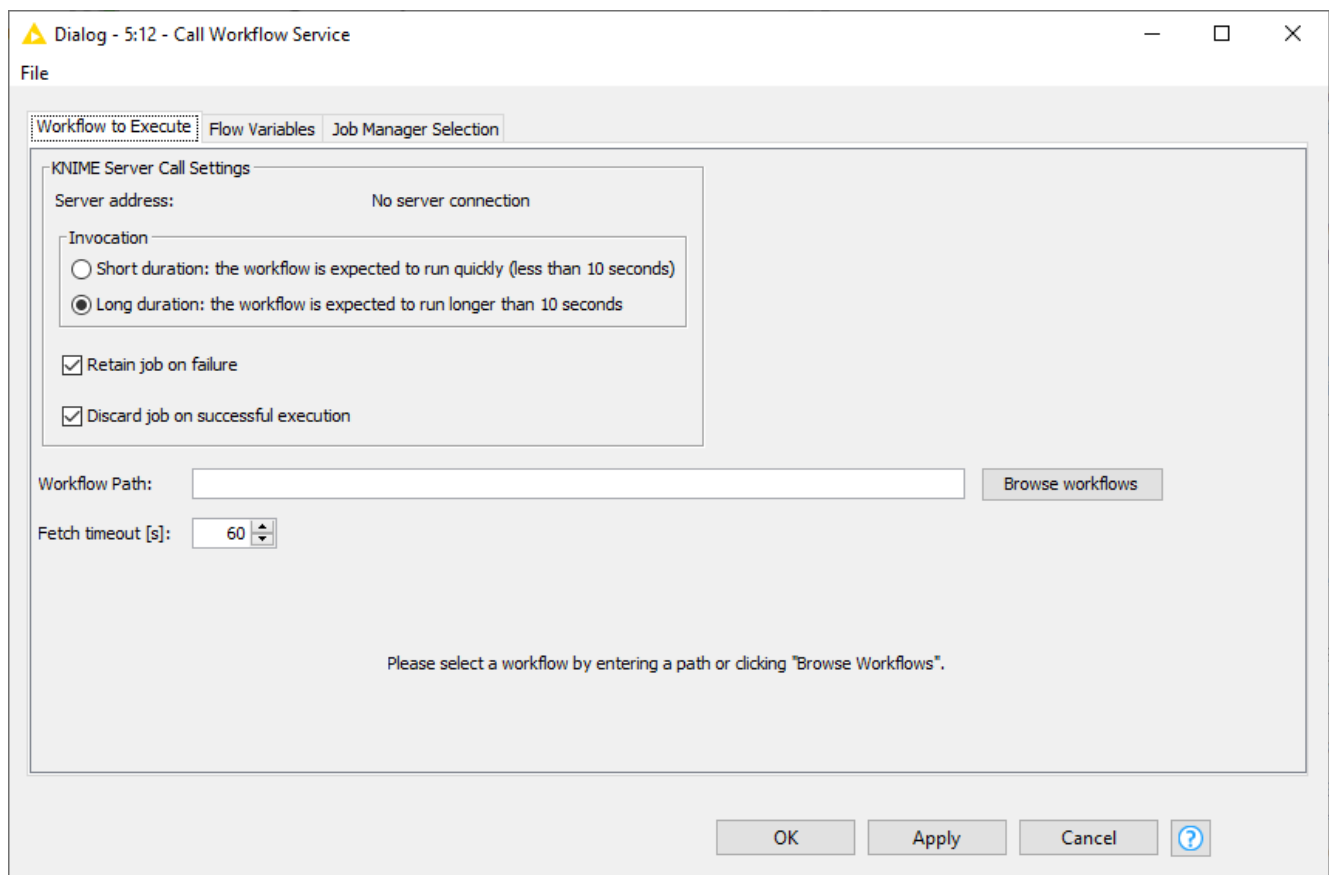 Dialog - 5:12 - Call Workflow Service
File
Workflow to Execute Flow Variables Job Manager Selection
KNIME Server Call Settings
Server address: No server connection
Invocation
Short duration: the workflow is expected to run quickly (less than 10 seconds)
Long duration: the workflow is expected to run longer than 10 seconds
Retain job on failure
Discard job on successful execution
Workflow Path: Browse workflows
Fetch timeout [s]: 60
Please select a workflow by entering a path or clicking "Browse Workflows".
OK Apply Cancel ?